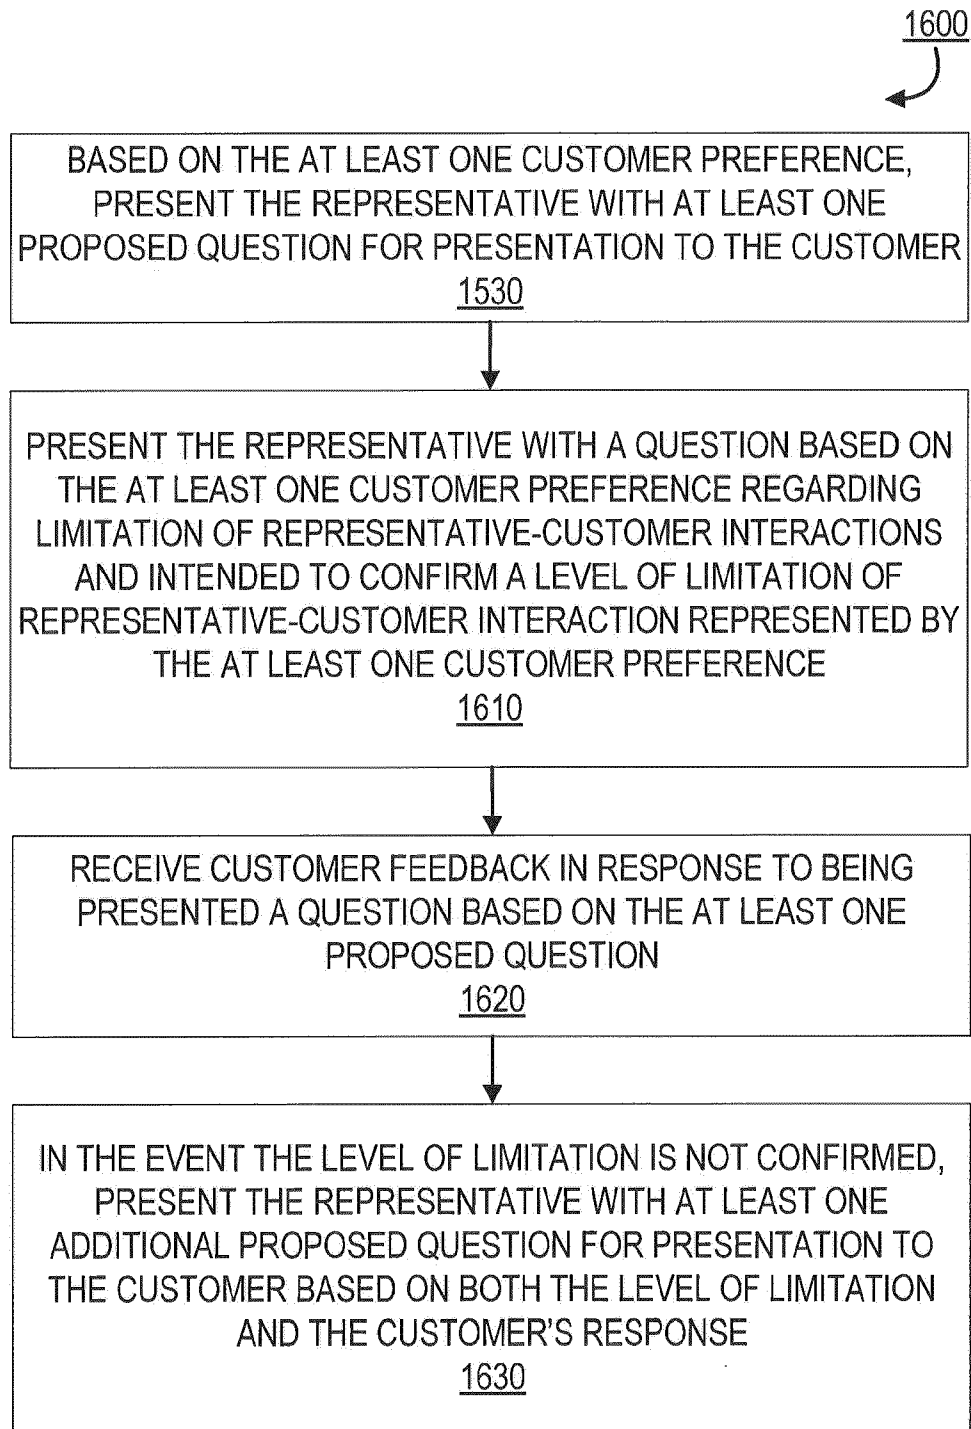 1600
BASED ON THE AT LEAST ONE CUSTOMER PREFERENCE,
PRESENT THE REPRESENTATIVE WITH AT LEAST ONE
PROPOSED QUESTION FOR PRESENTATION TO THE CUSTOMER
1530
PRESENT THE REPRESENTATIVE WITH A QUESTION BASED ON
THE AT LEAST ONE CUSTOMER PREFERENCE REGARDING
LIMITATION OF REPRESENTATIVE-CUSTOMER INTERACTIONS
AND INTENDED TO CONFIRM A LEVEL OF LIMITATION OF
REPRESENTATIVE-CUSTOMER INTERACTION REPRESENTED BY
THE AT LEAST ONE CUSTOMER PREFERENCE
1610
RECEIVE CUSTOMER FEEDBACK IN RESPONSE TO BEING
PRESENTED A QUESTION BASED ON THE AT LEAST ONE
PROPOSED QUESTION
1620
IN THE EVENT THE LEVEL OF LIMITATION IS NOT CONFIRMED,
PRESENT THE REPRESENTATIVE WITH AT LEAST ONE
ADDITIONAL PROPOSED QUESTION FOR PRESENTATION TO
THE CUSTOMER BASED ON BOTH THE LEVEL OF LIMITATION
AND THE CUSTOMER'S RESPONSE
1630